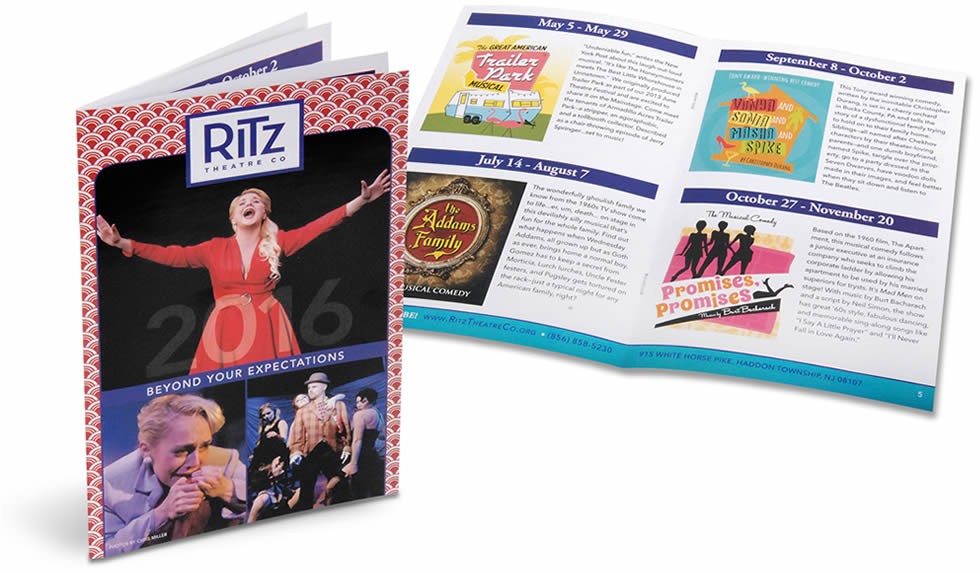 October 2
RiTZ
THEATRE CO
2016
BEYOND YOUR EXPECTATIONS
PHOTOS BY CHRIS MILLER
May 5 - May 29
The GREAT AMERICAN
Trailer
Park
MUSICAL
"Undeniable fun," writes the New
York Post about this laugh-out-loud
musical. "It's like The Honeymooners
meets The Best Little Whorehouse in
Urinetown." We originally produced
Trailer Park as part of our 2013 June
Theatre Festival and are excited to
have it on the Mainstage. Come meet
the tenants of Armadillo Acres Trailer
Park–a stripper, an agoraphobic,
and a tollbooth collector. Described
as a chair-throwing episode of Jerry
Springer...set to music!
July 14 - August 7
The
Addams
Family
MUSICAL COMEDY
The wonderfully ghoulish family we
know from the 1960s TV show comes
to life...er, um, death... on stage in
this devilishly silly musical that's
fun for the whole family! Find out
what happens when Wednesday
Addams, all grown up but as Goth
as ever, brings home a normal boy.
Gomez has to keep a secret from
Morticia, Lurch lurches, Uncle Fester
festers, and Pugsley gets tortured on
the rack–just a typical night for any
American family, right?
BE! WWW.RITZTHEATRECO.ORG • (856) 858-5230
September 8 - October 2
TONY AWARD-WINNING BEST COMEDY
VANYA AND
SONIA AND
MASHA AND
SPIKE
BY CHRISTOPHER DURANG
This Tony award winning comedy,
written by the inimitable Christopher
Durang, is set in a cherry orchard
in Bucks County, PA and tells the
story of a dysfunctional family trying
to hold on to their family home.
Siblings–all named after Chekhov
characters by their theater-loving
parents–and one dumb boyfriend,
named Spike, tangle over the prop-
erty, go to a party dressed as the
Seven Dwarves, have voodoo dolls
made in their images, and feel better
when they sit down and listen to
The Beatles.
October 27 - November 20
The Musical Comedy
Promises,
promises
Music by Burt Bacharach
Based on the 1960 film, The Apart-
ment, this musical comedy follows
a junior executive at an insurance
company who seeks to climb the
corporate ladder by allowing his
apartment to be used by his married
superiors for trysts. It's Mad Men on
stage! With music by Burt Bacharach
and a script by Neil Simon, the show
has great '60s style, fabulous dancing,
and memorable sing-along songs like
"I Say A Little Prayer" and "I'll Never
Fall in Love Again."
915 WHITE HORSE PIKE, HADDON TOWNSHIP, NJ 08107
5